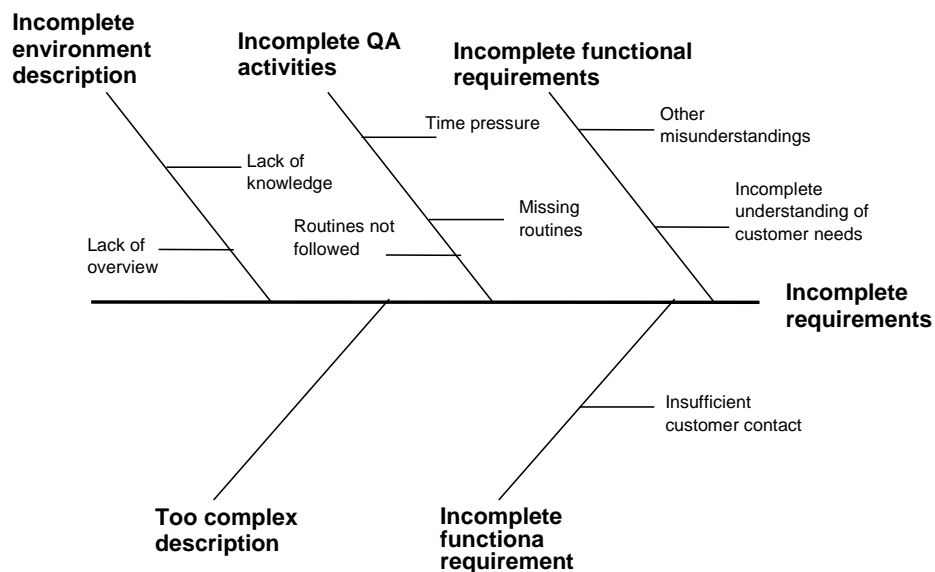 Incomplete
environment
description
Incomplete QA
activities
Incomplete functional
requirements
Time pressure
Other
misunderstandings
Lack of
knowledge
Incomplete
understanding of
customer needs
Missing
routines
Routines not
followed
Lack of
overview
Incomplete
requirements
Insufficient
customer contact
Too complex
description
Incomplete
functiona
requirement